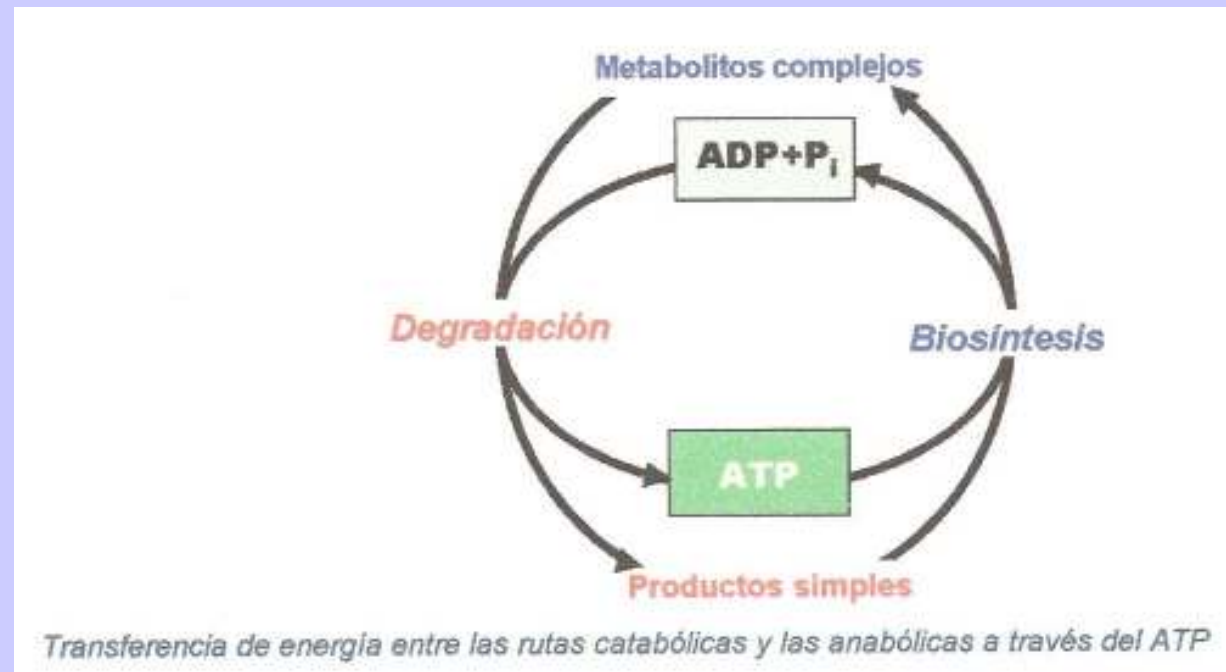 Metabolitos complejos
ADP+Pi
Degradación
Biosíntesis
ATP
Productos simples
Transferencia de energía entre las rutas catabólicas y las anabólicas a través del ATP